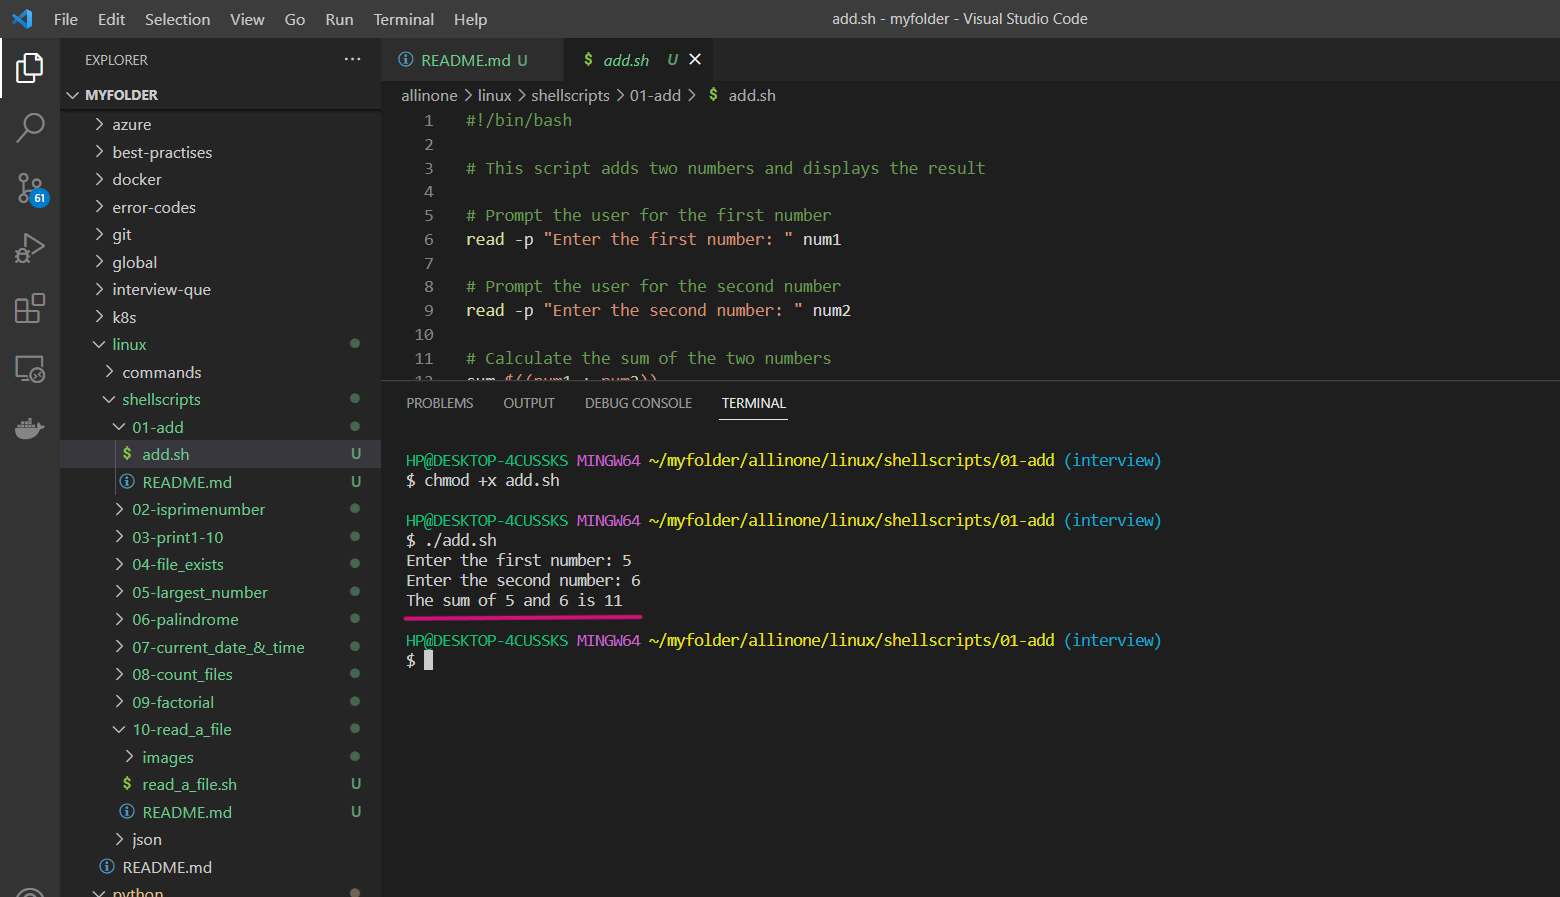 File Edit Selection View Go Run Terminal Help
add.sh - myfolder - Visual Studio Code
EXPLORER ...
MYFOLDER
azure
best-practises
docker
error-codes
git
global
interview-que
k8s
linux
commands
shellscripts
01-add
add.sh U
README.md U
02-isprimenumber
03-print1-10
04-file_exists
05-largest_number
06-palindrome
07-current_date_&_time
08-count_files
09-factorial
10-read_a_file
images
read_a_file.sh U
README.md U
json
README.md
python
61
README.md U
$ add.sh U
allinone > linux > shellscripts > 01-add > $ add.sh
1 #!/bin/bash
2
3 # This script adds two numbers and displays the result
4
5 # Prompt the user for the first number
6 read -p "Enter the first number: " num1
7
8 # Prompt the user for the second number
9 read -p "Enter the second number: " num2
10
11 # Calculate the sum of the two numbers
PROBLEMS OUTPUT DEBUG CONSOLE TERMINAL
HP@DESKTOP-4CUSSKS MINGW64 ~/myfolder/allinone/linux/shellscripts/01-add (interview)
$ chmod +x add.sh
HP@DESKTOP-4CUSSKS MINGW64 ~/myfolder/allinone/linux/shellscripts/01-add (interview)
$ ./add.sh
Enter the first number: 5
Enter the second number: 6
The sum of 5 and 6 is 11
HP@DESKTOP-4CUSSKS MINGW64 ~/myfolder/allinone/linux/shellscripts/01-add (interview)
$